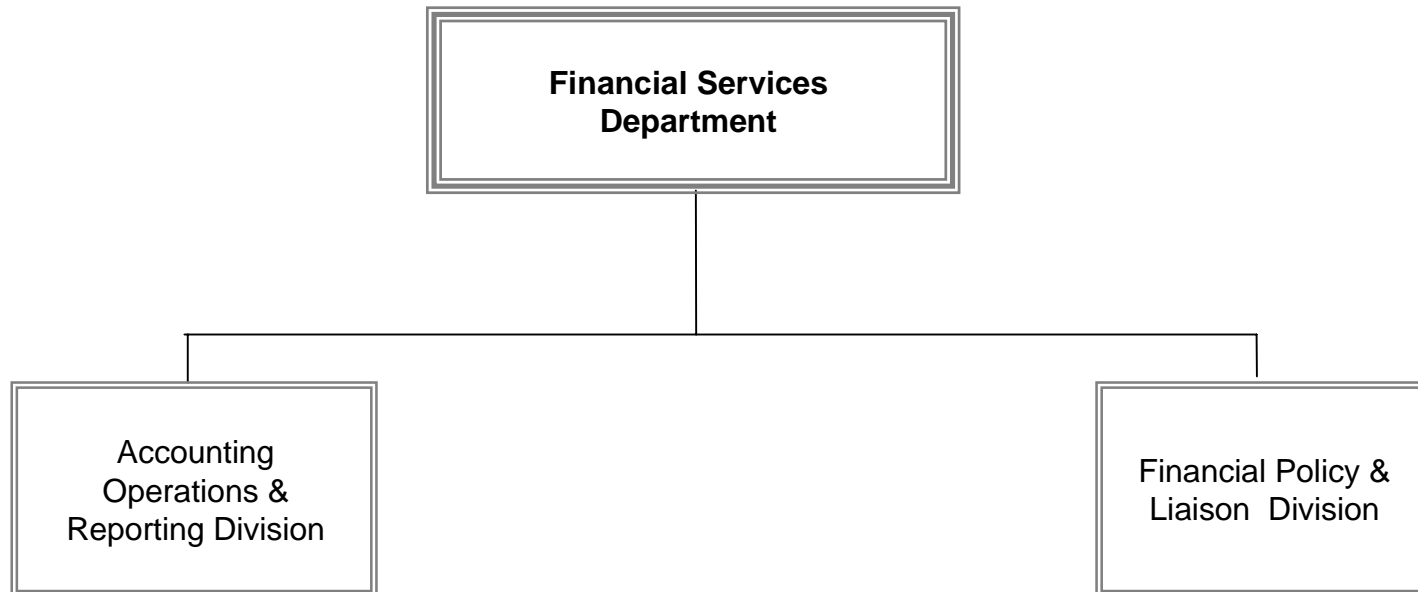 Financial Services
Department
Accounting
Operations &
Reporting Division
Financial Policy &
Liaison  Division